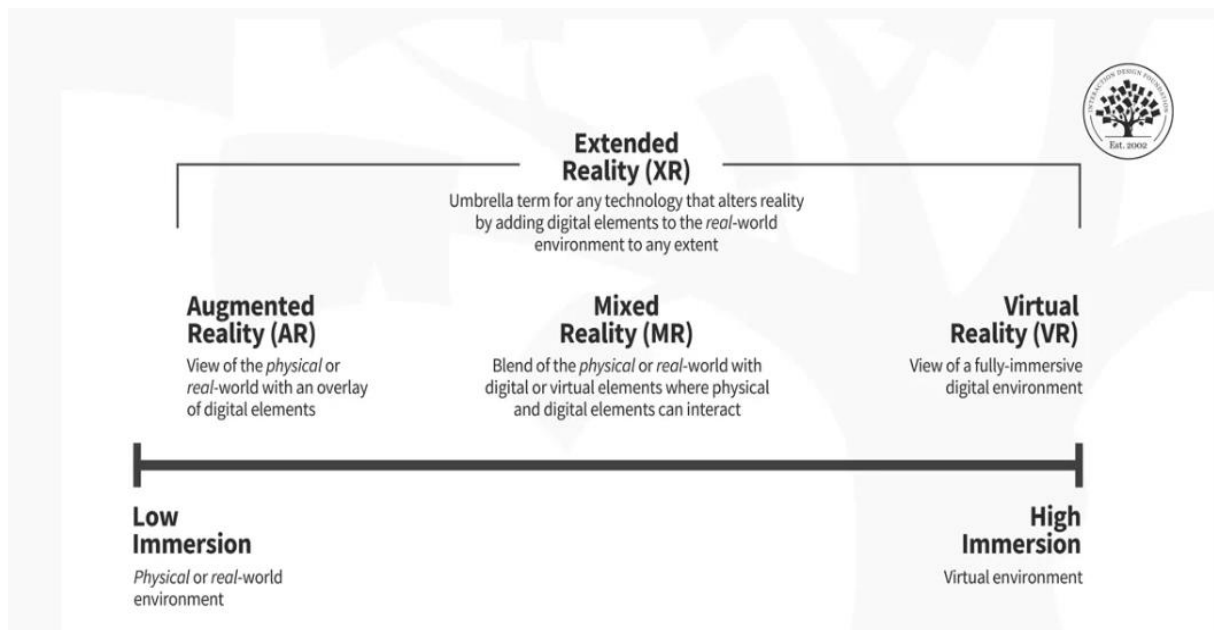 INTERACTION DESIGN FOUNDATION
Est. 2002
Extended
Reality (XR)
Umbrella term for any technology that alters reality
by adding digital elements to the real-world
environment to any extent
Augmented
Reality (AR)
View of the physical or
real-world with an overlay
of digital elements
Mixed
Reality (MR)
Blend of the physical or real-world with
digital or virtual elements where physical
and digital elements can interact
Virtual
Reality (VR)
View of a fully-immersive
digital environment
Low
Immersion
Physical or real-world
environment
High
Immersion
Virtual environment